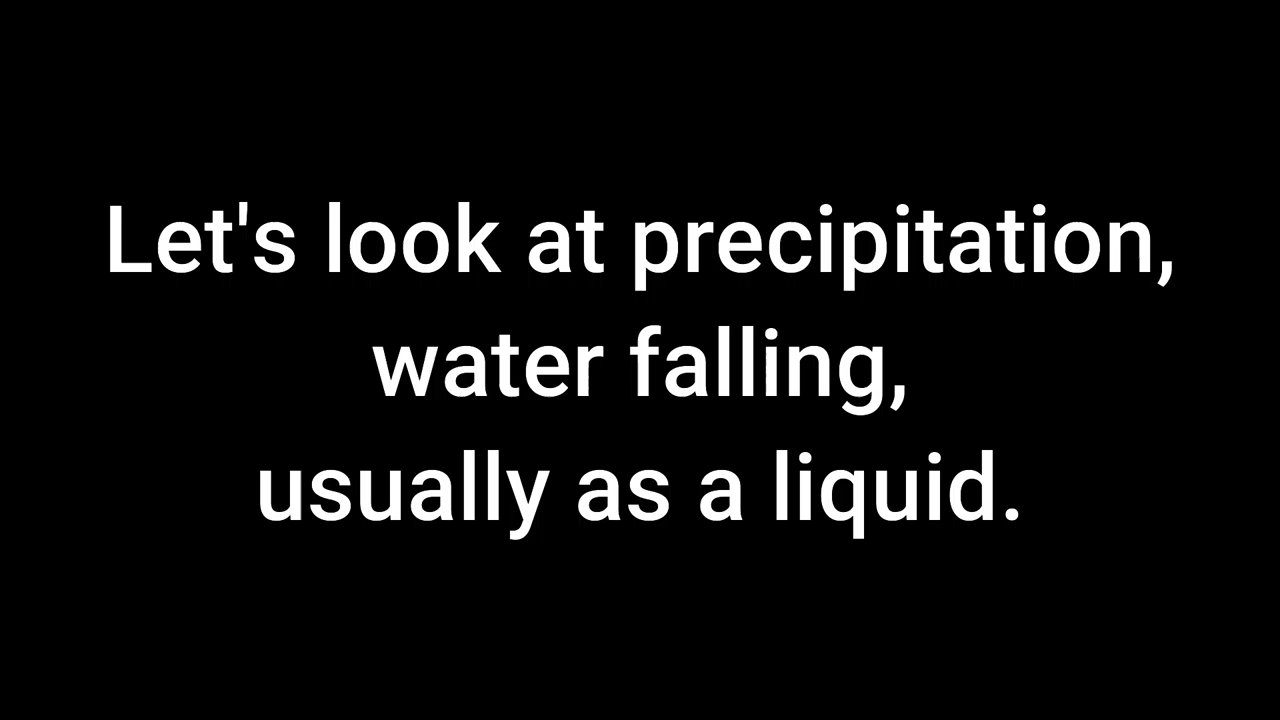 Let's look at precipitation,
water falling,
usually as a liquid.